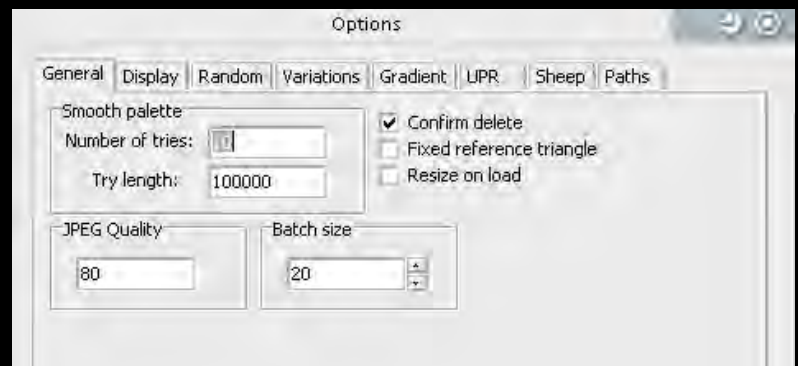 Options
General Display Random Variations Gradient UPR Sheep Paths
Smooth palette
Number of tries:
Try length: 100000
Confirm delete
Fixed reference triangle
Resize on load
JPEG Quality
80
Batch size
20